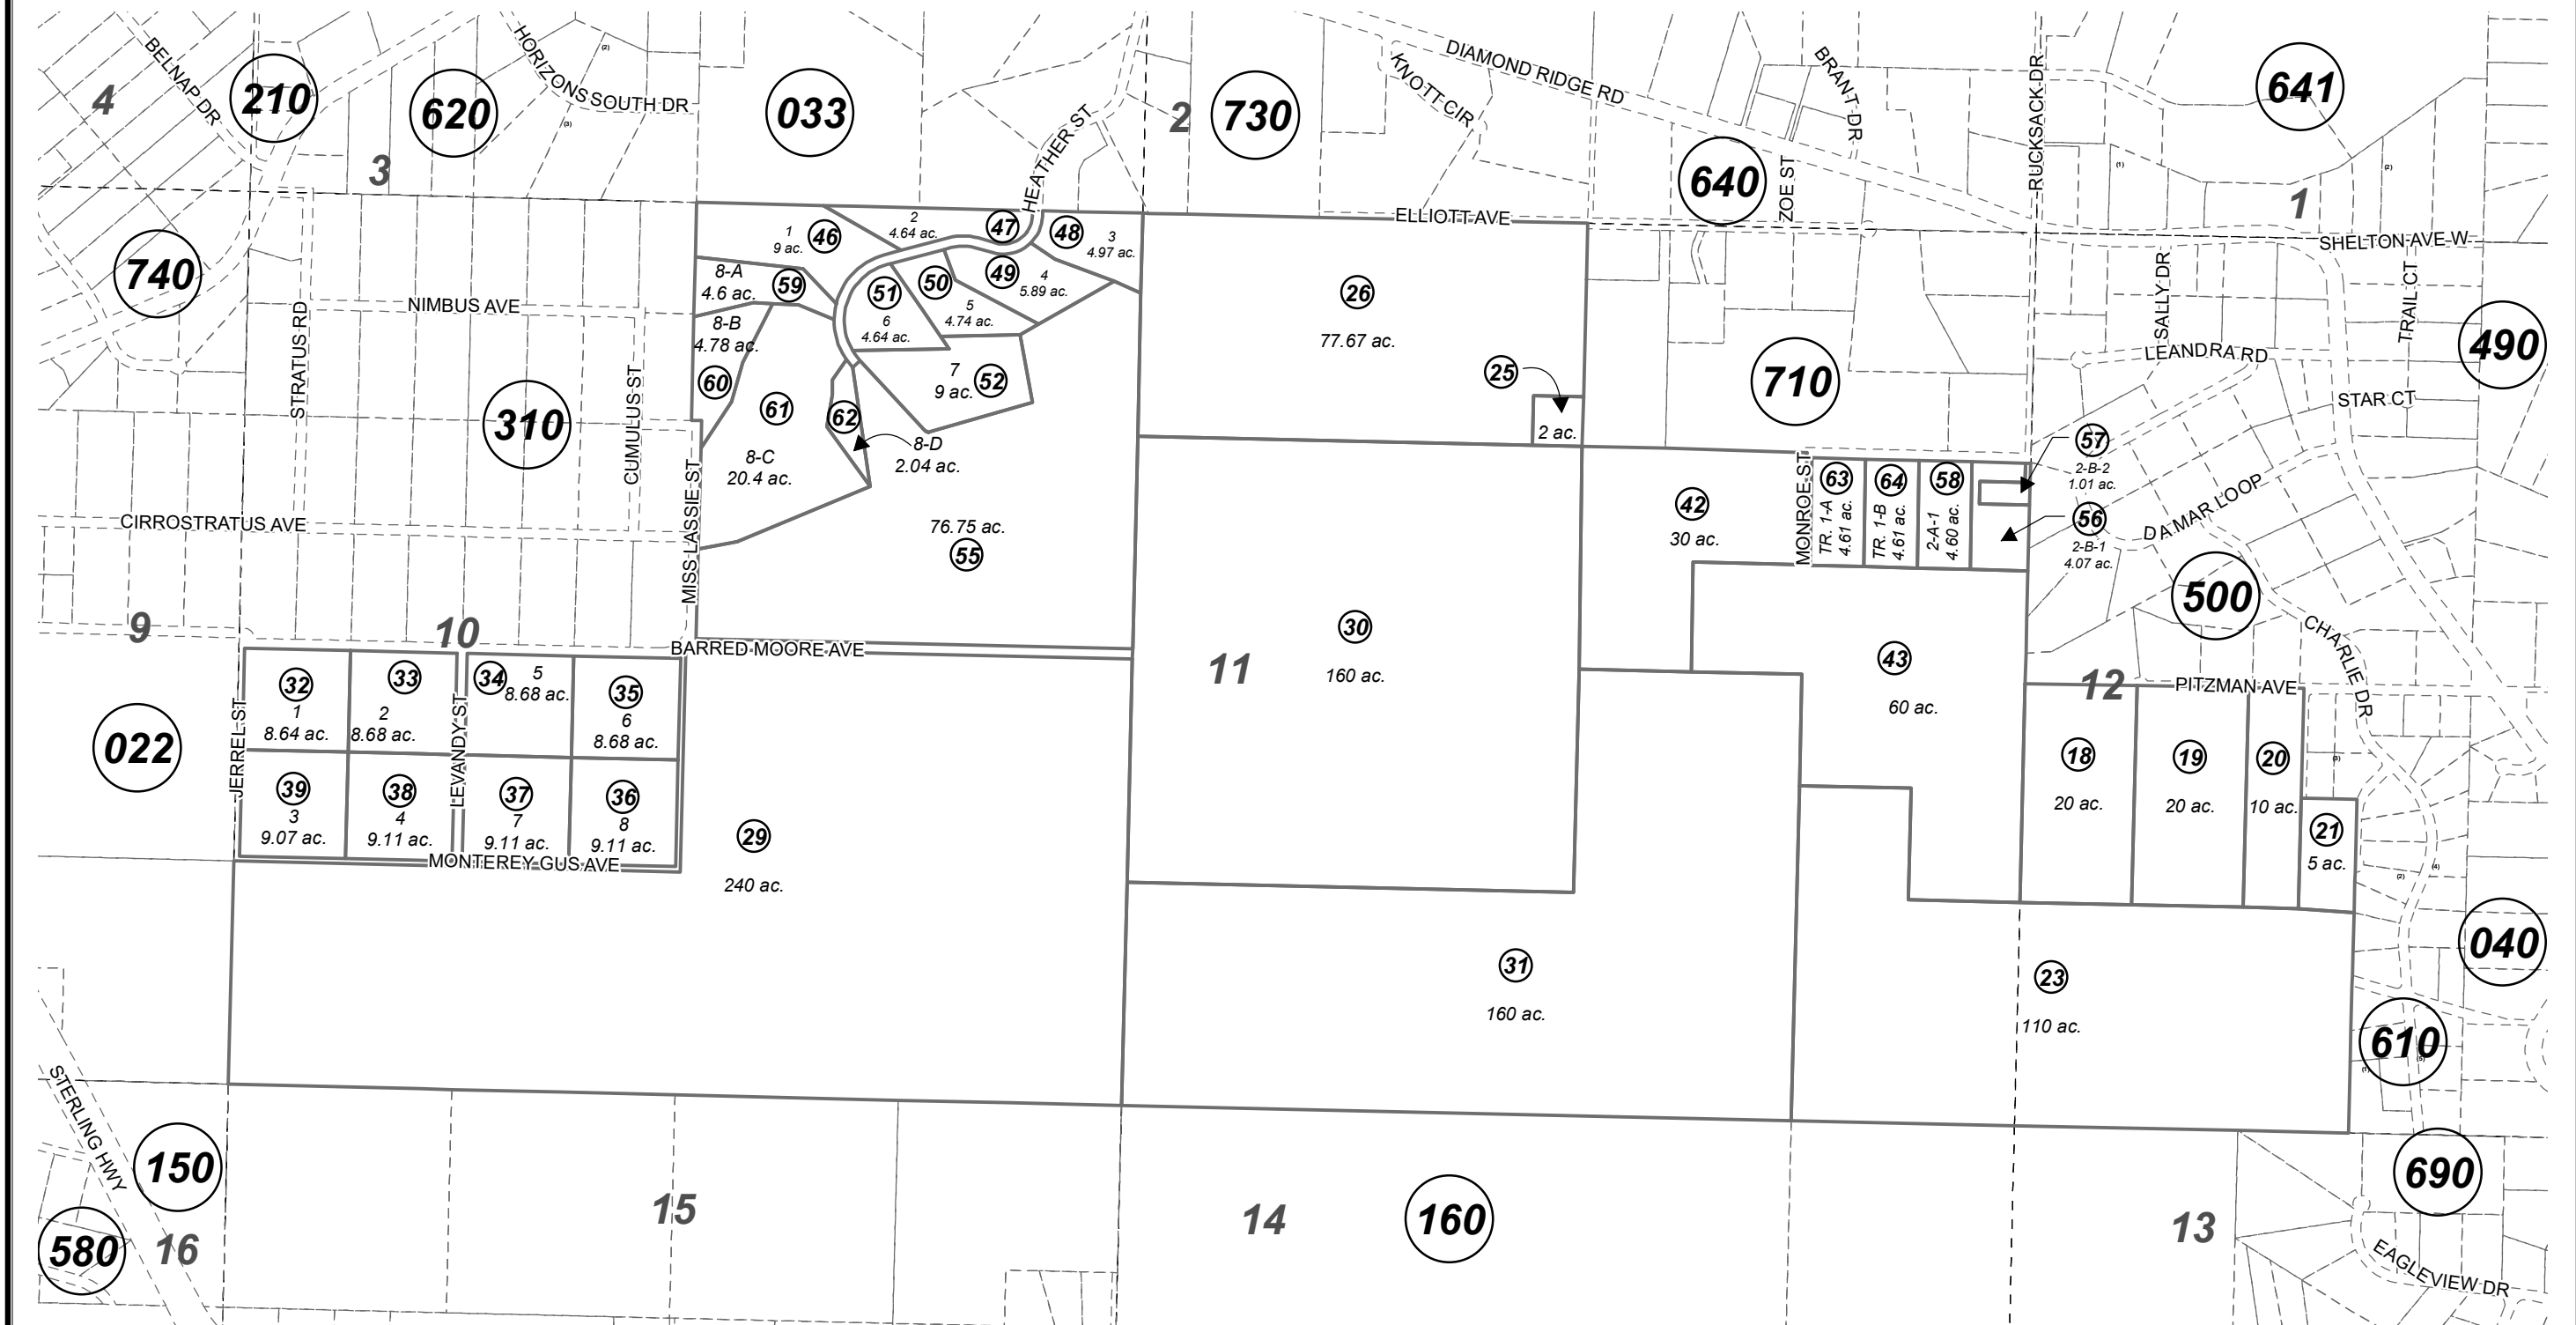 4
BELNAP DR
210
620
HORIZONS SOUTH DR
(2)
(3)
3
033
HEATHER ST
2
730
KNOTT CIR
DIAMOND RIDGE RD
BRANT DR
640
ZOE ST
RUCKSACK DR
641
(1)
(2)
1
740
STRATUS RD
NIMBUS AVE
CUMULUS ST
310
CIRROSTRATUS AVE
MISS LASSIE ST
1
9 ac.
46
2
4.64 ac.
47
48
3
4.97 ac.
8-A
4.6 ac.
59
51
6
4.64 ac.
50
5
4.74 ac.
49
4
5.89 ac.
8-B
4.78 ac.
60
61
8-C
20.4 ac.
62
8-D
2.04 ac.
7
9 ac.
52
76.75 ac.
55
ELLIOTT AVE
26
77.67 ac.
25
2 ac.
710
SHELTON AVE W
SALLY DR
TRAIL CT
LEANDRA RD
490
STAR CT
57
2-B-2
1.01 ac.
56
2-B-1
4.07 ac.
DA MAR LOOP
500
CHARLIE DR
42
30 ac.
MONROE ST
63
TR. 1-A
4.61 ac.
64
TR. 1-B
4.61 ac.
58
2-A-1
4.60 ac.
9
10
BARRED MOORE AVE
11
30
160 ac.
43
60 ac.
12
PITZMAN AVE
022
JERREL ST
32
1
8.64 ac.
33
2
8.68 ac.
LEVANDY ST
34
5
8.68 ac.
35
6
8.68 ac.
39
3
9.07 ac.
38
4
9.11 ac.
37
7
9.11 ac.
36
8
9.11 ac.
MONTEREY GUS AVE
29
240 ac.
18
20 ac.
19
20 ac.
20
10 ac.
21
5 ac.
(3)
(4)
(2)
040
31
160 ac.
23
110 ac.
610
STERLING HWY
150
580
16
15
14
160
13
690
EAGLEVIEW DR